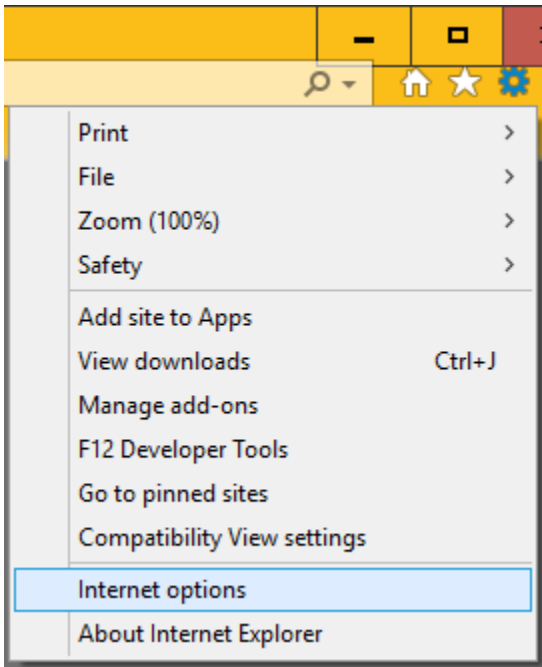 Print
File
Zoom (100%)
Safety
Add site to Apps
View downloads Ctrl+J
Manage add-ons
F12 Developer Tools
Go to pinned sites
Compatibility View settings
Internet options
About Internet Explorer